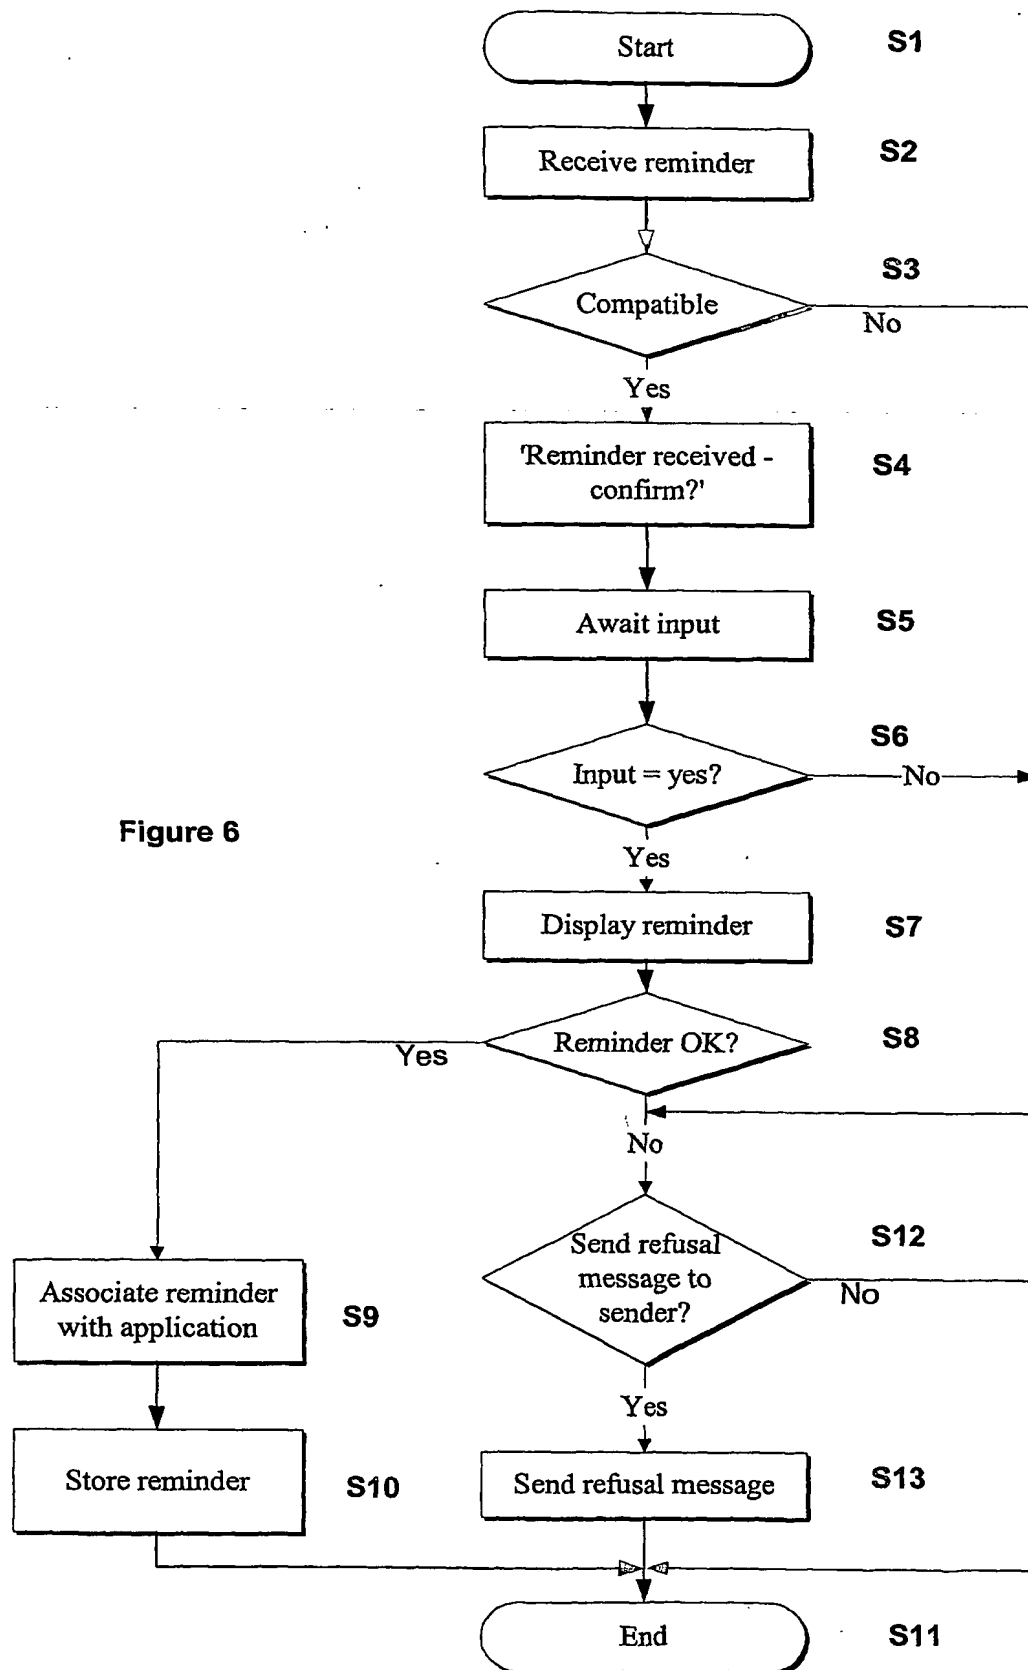 Start
S1
Receive reminder
S2
Compatible
S3
No
Yes
'Reminder received -
confirm?'
S4
Await input
S5
Input = yes?
S6
No
Figure 6
Yes
Display reminder
S7
Reminder OK?
S8
Yes
No
Send refusal
message to
sender?
S12
No
Associate reminder
with application
S9
Yes
Store reminder
S10
Send refusal message
S13
End
S11